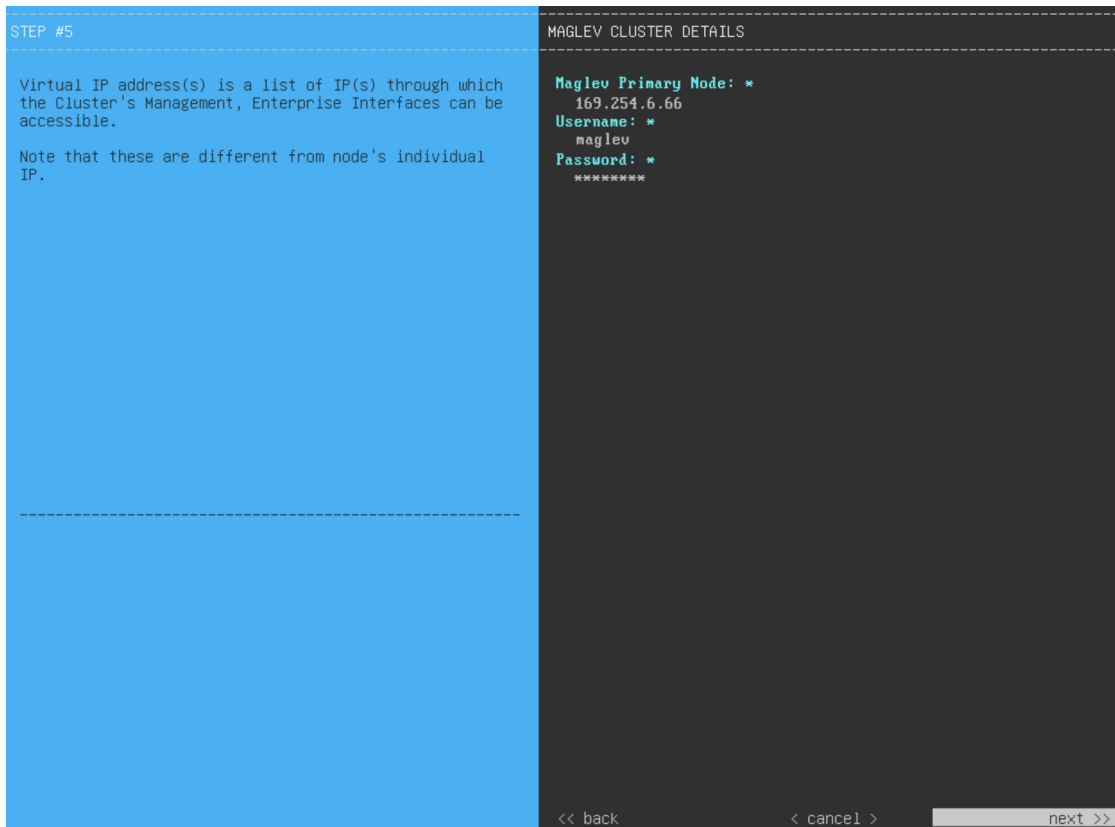 STEP #5
Virtual IP address(s) is a list of IP(s) through which
the Cluster's Management, Enterprise Interfaces can be
accessible.
Note that these are different from node's individual
IP.
MAGLEV CLUSTER DETAILS
Maglev Primary Node: *
169.254.6.66
Username: *
maglev
Password: *
********
<< back
< cancel >
next >>